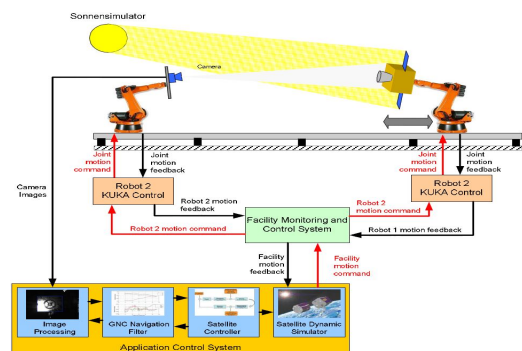 Sonnensimulator
Camera
Joint
motion
command
Joint
motion
feedback
Joint
motion
command
Joint
motion
feedback
Camera
Images
Robot 2
KUKA Control
Robot 2
KUKA Control
Robot 2 motion
feedback
Robot 2
motion command
Facility Monitoring and
Control System
Robot 2 motion command
Robot 1 motion feedback
Facility
motion
feedback
Facility
motion
command
Image
Processing
GNC Navigation
Filter
Satellite
Controller
Satellite Dynamic
Simulator
Application Control System